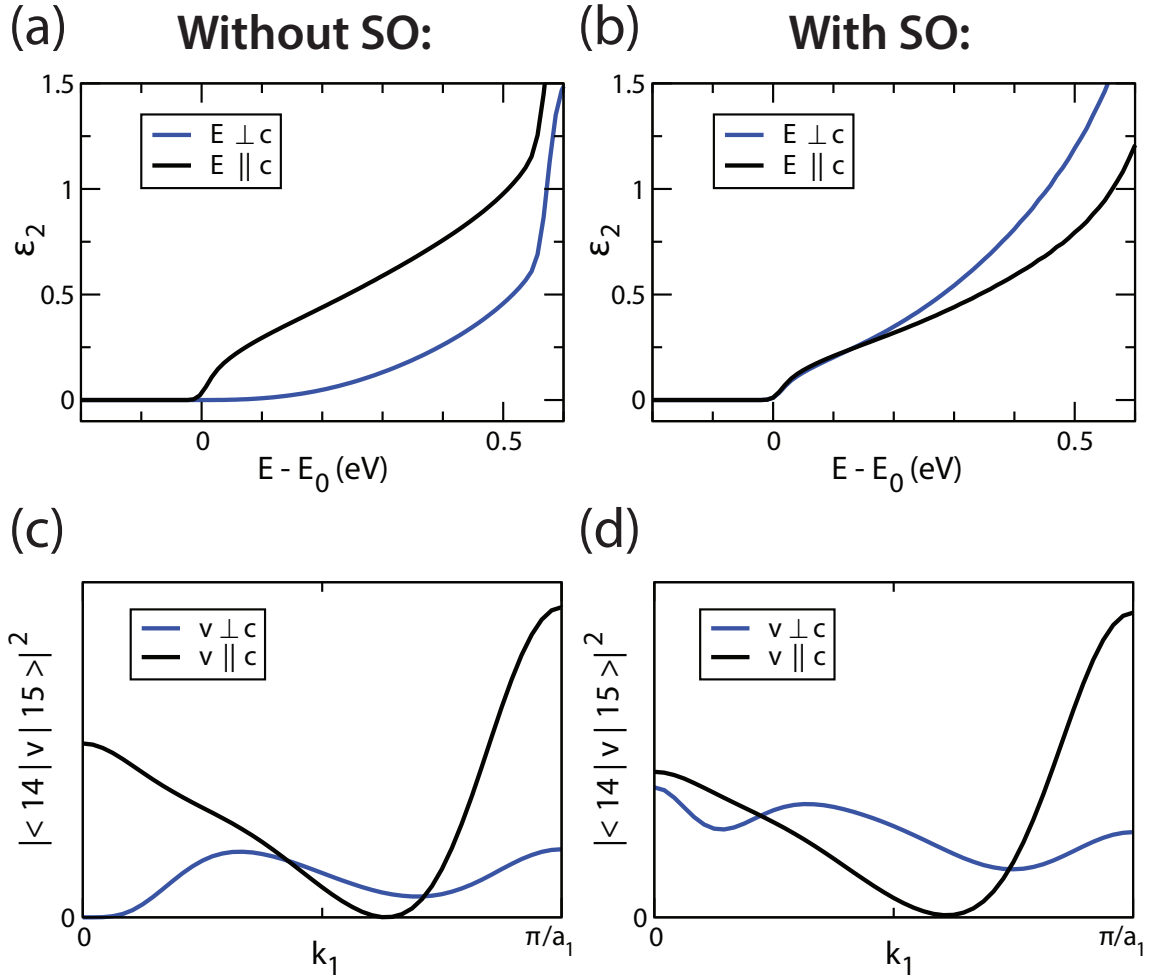 (a)
Without SO:
(b)
With SO:
1.5
1
0.5
0
ε₂
E ⊥ c
E || c
0
0.5
E - E₀ (eV)
1.5
1
0.5
0
ε₂
E ⊥ c
E || c
0
0.5
E - E₀ (eV)
(c)
(d)
|< 14 | v | 15 >|²
v ⊥ c
v || c
0
0
k₁
π/a₁
|< 14 | v | 15 >|²
v ⊥ c
v || c
0
0
k₁
π/a₁